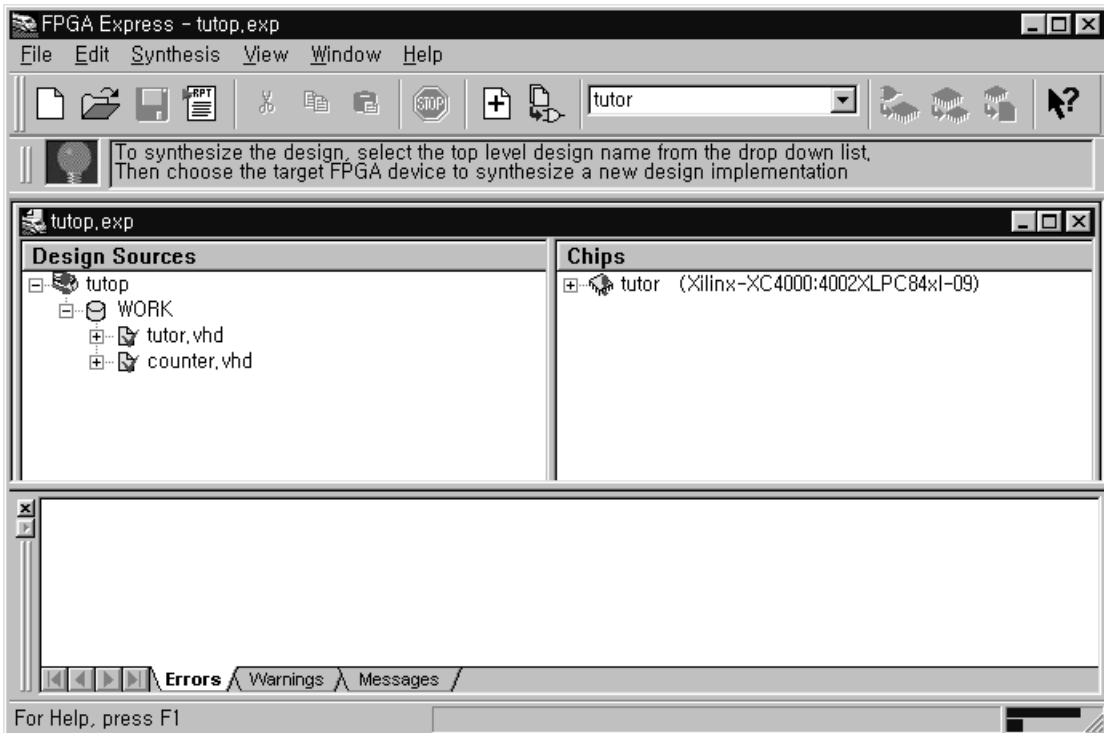 FPGA Express - tutop,exp
File Edit Synthesis View Window Help
RPT
STOP
tutor
To synthesize the design, select the top level design name from the drop down list,
Then choose the target FPGA device to synthesize a new design implementation
tutop,exp
Design Sources
Chips
tutop
tutor (Xilinx-XC4000:4002XLPC84xl-09)
WORK
tutor,vhd
counter,vhd
Errors Warnings Messages
For Help, press F1